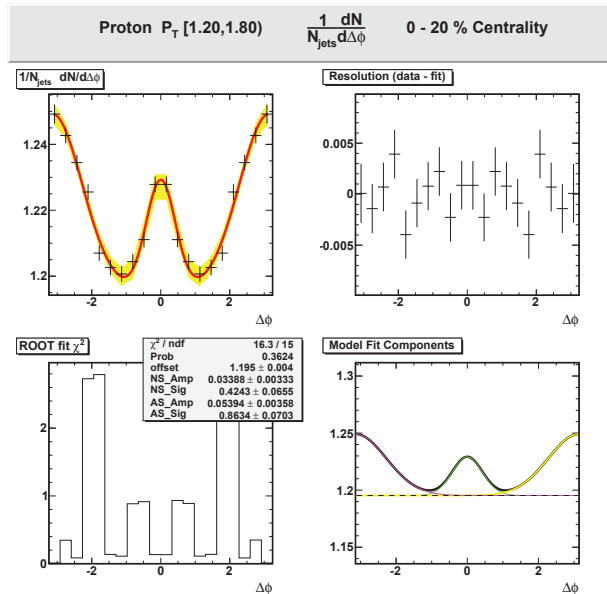 Proton P_T [1.20,1.80) 1/N_jets dN/dΔϕ 0 - 20 % Centrality
1/N_jets dN/dΔϕ
1.24
1.22
1.2
-2 0 2
Δϕ
Resolution (data - fit)
0.005
0
-0.005
-2 0 2
Δϕ
ROOT fit χ²
χ² / ndf 16.3 / 15
Prob 0.3624
offset 1.195 ± 0.004
NS_Amp 0.03388 ± 0.00333
NS_Sig 0.4243 ± 0.0655
AS_Amp 0.05394 ± 0.00358
AS_Sig 0.8634 ± 0.0703
2
1
0
-2 0 2
Δϕ
Model Fit Components
1.3
1.25
1.2
1.15
-2 0 2
Δϕ